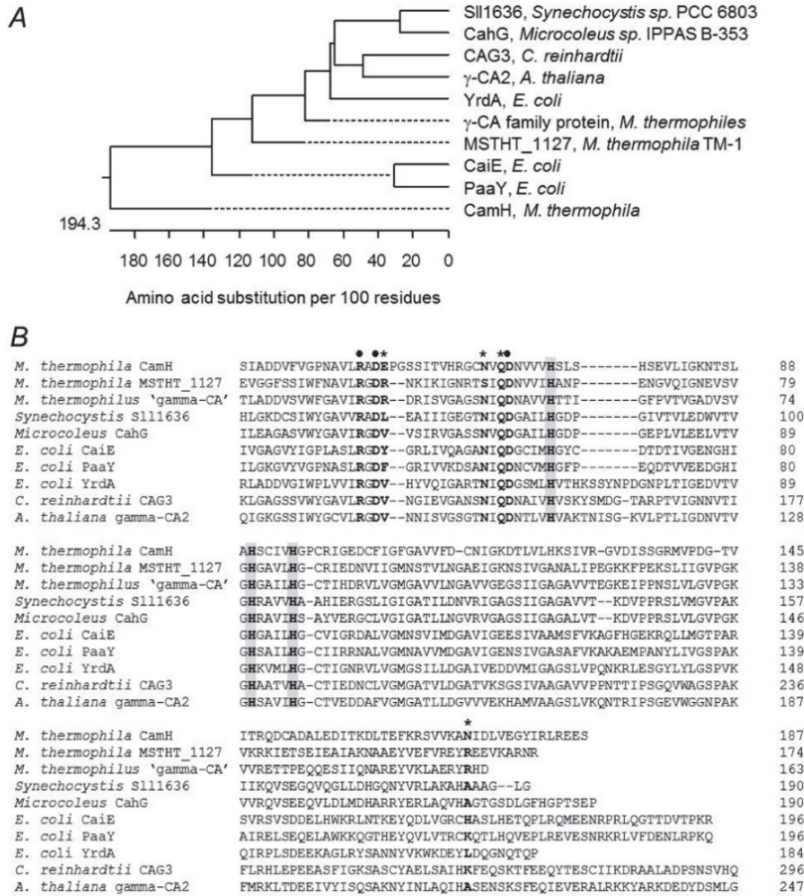 A
Sll1636, Synechocystis sp. PCC 6803
CahG, Microcoleus sp. IPPAS B-353
CAG3, C. reinhardtii
γ-CA2, A. thaliana
YrdA, E. coli
γ-CA family protein, M. thermophiles
MSTHT_1127, M. thermophila TM-1
CaiE, E. coli
PaaY, E. coli
CamH, M. thermophila
194.3
180 160 140 120 100 80 60 40 20 0
Amino acid substitution per 100 residues
B
● ●* * *●
M. thermophila CamH SIADDVFVGPNAVLRADEPGSSITVHRGCNVQDNVVVHSLS-------HSEVLIGKNTSL 88
M. thermophila MSTHT_1127 EVGGFSSIWFNAVLRGDR--NKIKIGNRTSIQDNVVIHANP-------ENGVQIGNEVSV 79
M. thermophilus 'gamma-CA' TLADDVSVWFGAVLRGDR--DRISVGARTNIQDNAVVHTTI-------GFPVTVGADVSV 74
Synechocystis Sll1636 HLGKDCSIWYGAVVRADL--EAIIIGEGTNIQDGAILHGDP-------GIVTVLEDWVTV 100
Microcoleus CahG ILEAGASVWYGAVIRGDV--VSIRVGASSNVQDGAILHGDP-------GEPLVLEELVTV 89
E. coli CaiE IVGAGVYIGPLASLRGDY--GRLIVQAGANIQDGCIMHGYC-------DTDTIVGENGHI 80
E. coli PaaY ILGKGVYVGPNASLRGDF--GRIVVKDSANIQDNCVMHGFP-------EQDTVVEEDGHI 80
E. coli YrdA RLADDVGIWPLVVIRGDV--HYVQIGARTNIQDGSMLHVTHKSSYNPDGNPLTIGEDVTV 89
C. reinhardtii CAG3 KLGAGSSVWYGAVLRGDV--NGIEVGANSNIQDNAIVHVSKYSMDG-TARPTVIGNNVTI 177
A. thaliana gamma-CA2 QIGKGSSIWYGCVLRGDV--NNISVGSGTNIQDNTLVHVAKTNISG-KVLPTLIGDNVTV 128
M. thermophila CamH AHSCIVHGPCRIGEDCFIGFGAVVFD-CNIGKDTLVLHKSIVR-GVDISSGRMVPDG-TV 145
M. thermophila MSTHT_1127 GHGAVLHG-CRIEDNVIIGMNSTVLNGAEIGKNSIVGANALIPEGKKFPEKSLIIGVPGK 138
M. thermophilus 'gamma-CA' GHGAILHG-CTIHDRVLVGMGAVVLNGAVVGEGSIIGAGAVVTEGKEIPPNSLVLGVPGK 133
Synechocystis Sll1636 GHRAVVHA-AHIERGSLIGIGATILDNVRIGAGSIIGAGAVVT--KDVPPRSLVMGVPAK 157
Microcoleus CahG GHRAVIHS-AYVERGCLVGIGATLLNGVRVGAGSIIGAGALVT--KDVPPRSLVVGVPGK 146
E. coli CaiE GHGAILHG-CVIGRDALVGMNSVIMDGAVIGEESIVAAMSFVKAGFHGEKRQLLMGTPAR 139
E. coli PaaY GHSAILHG-CIIRRNALVGMNAVVMDGAVIGENSIVGASAFVKAKAEMPANYLIVGSPAK 139
E. coli YrdA GHKVMLHG-CTIGNRVLVGMGSILLDGAIVEDDVMIGAGSLVPQNKRLESGYLYLGSPVK 148
C. reinhardtii CAG3 GHAATVHA-CTIEDNCLVGMGATVLDGATVKSGSIVAAGAVVPPNTTIPSGQVWAGSPAK 236
A. thaliana gamma-CA2 GHSAVIHG-CTVEDDAFVGMGATLLDGVVVEKHAMVAAGSLVKQNTRIPSGEVWGGNPAK 187
*
M. thermophila CamH ITRQDCADALEDITKDLTEFKRSVVKANIDLVEGYIRLREES 187
M. thermophila MSTHT_1127 VKRKIETSEIEAIAKNAAEYVEFVREYREEVKARNR 174
M. thermophilus 'gamma-CA' VVRETTPEQQESIIQNAREYVKLAERYRHD 163
Synechocystis Sll1636 IIKQVSEGQVQGLLDHGQNYVRLAKAHAAAG--LG 190
Microcoleus CahG VVRQVSEEQVLDLMDHARRYERLAQVHAGTGSDLGFHGPTSEP 190
E. coli CaiE SVRSVSDDELHWKRLNTKEYQDLVGRCHASLHETQPLRQMEENRPRLQGTTDVTPKR 196
E. coli PaaY AIRELSEQELAWKKQGTHEYQVLVTRCKQTLHQVEPLREVESNRKRLVFDENLRPKQ 196
E. coli YrdA QIRPLSDEEKAGLRYSANNYVKWKDEYLDQGNQTQP 184
C. reinhardtii CAG3 FLRHLEPEEASFIGKSASCYAELSAIHKFEQSKTFEEQYTESCIIKDRAALADPSNSVHQ 296
A. thaliana gamma-CA2 FMRKLTDEEIVYISQSAKNYINLAQIHASENSKSFEQIEVERALRKKYARKDEDYDSMLG 247